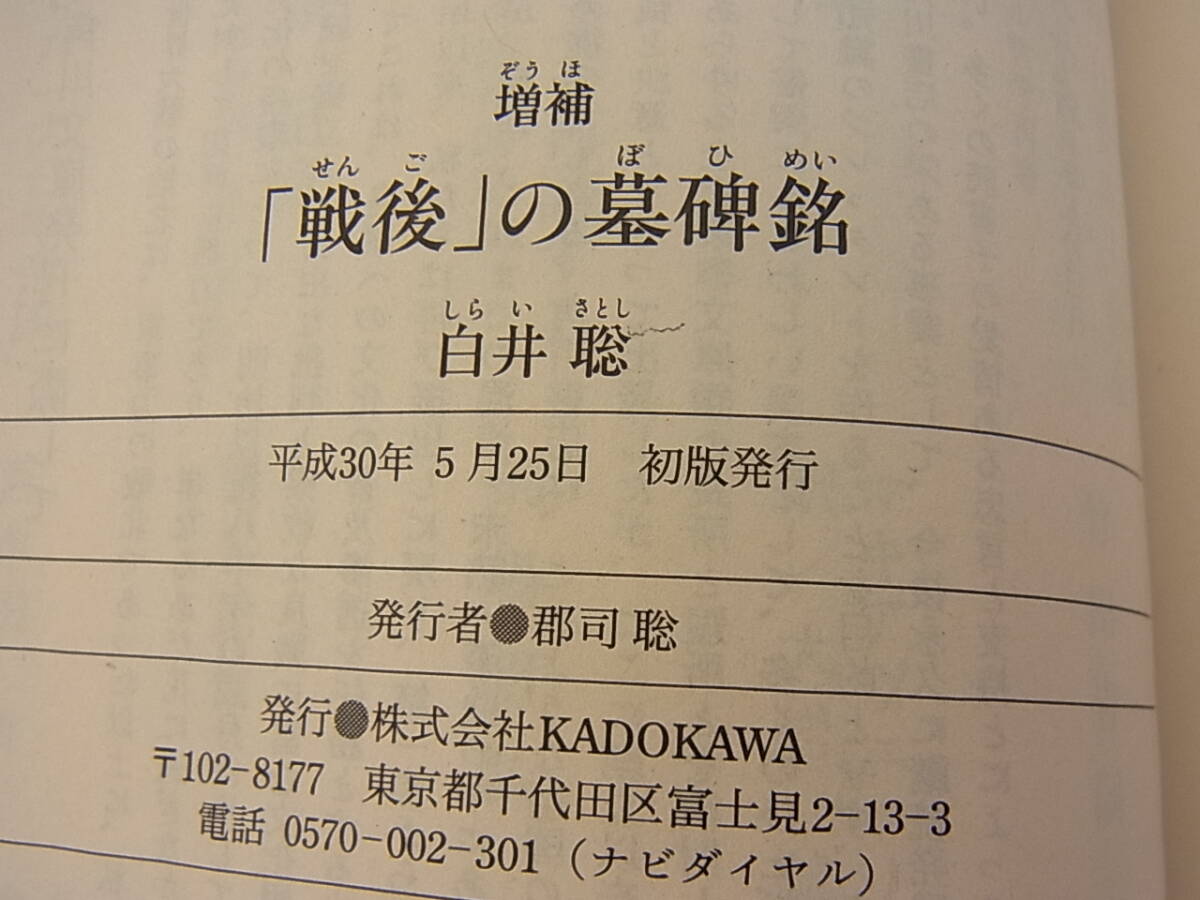 ぞうほ
増補
せんご ぼひめい
「戦後」の墓碑銘
しらい さとし
白井 聡
平成30年 5月25日 初版発行
発行者●郡司 聡
発行●株式会社KADOKAWA
〒102-8177 東京都千代田区富士見2-13-3
電話 0570-002-301(ナビダイヤル)